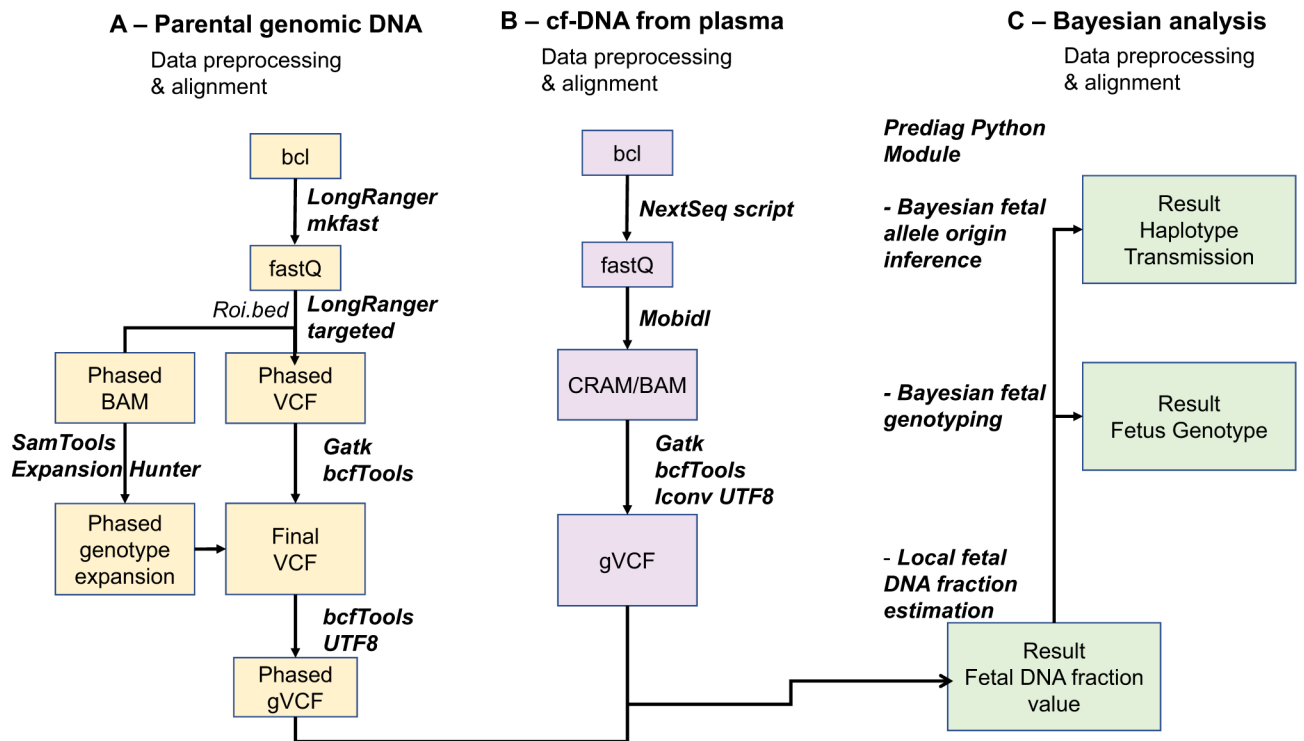 A – Parental genomic DNA
Data preprocessing
& alignment
bcl
LongRanger
mkfast
fastQ
Roi.bed
LongRanger
targeted
Phased
BAM
Phased
VCF
SamTools
Expansion Hunter
Gatk
bcfTools
Phased
genotype
expansion
Final
VCF
bcfTools
UTF8
Phased
gVCF
B – cf-DNA from plasma
Data preprocessing
& alignment
bcl
NextSeq script
fastQ
Mobidl
CRAM/BAM
Gatk
bcfTools
Iconv UTF8
gVCF
C – Bayesian analysis
Data preprocessing
& alignment
Prediag Python
Module
- Bayesian fetal
allele origin
inference
Result
Haplotype
Transmission
- Bayesian fetal
genotyping
Result
Fetus Genotype
- Local fetal
DNA fraction
estimation
Result
Fetal DNA fraction
value